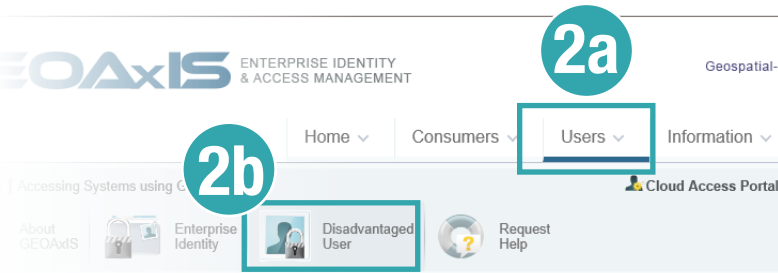 EOAxIS ENTERPRISE IDENTITY
& ACCESS MANAGEMENT
2a
Geospatial-
Home
Consumers
Users
Information
2b
Accessing Systems using G
Cloud Access Portal
About
GEOAxIS
Enterprise
Identity
Disadvantaged
User
?
Request
Help